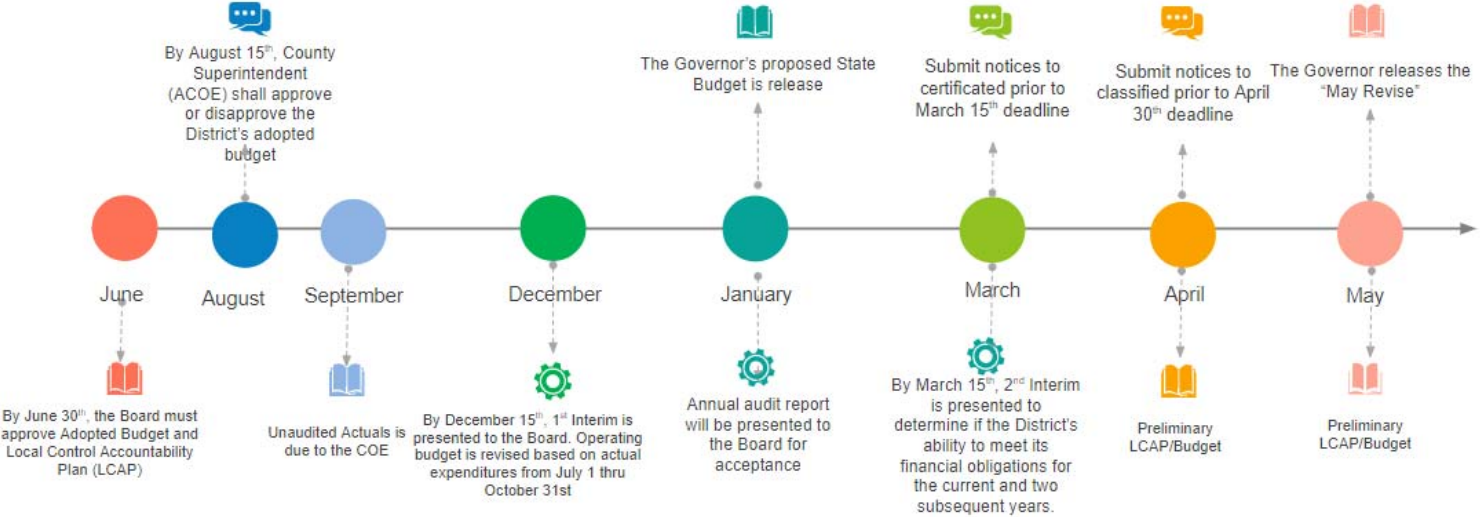 By August 15th, County
Superintendent
(ACOE) shall approve
or disapprove the
District's adopted
budget
The Governor's proposed State
Budget is release
Submit notices to
certificated prior to
March 15th deadline
Submit notices to
classified prior to April
30th deadline
The Governor releases the
"May Revise"
June
August
September
December
January
March
April
May
By June 30th, the Board must
approve Adopted Budget and
Local Control Accountability
Plan (LCAP)
Unaudited Actuals is
due to the COE
By December 15th, 1st Interim is
presented to the Board. Operating
budget is revised based on actual
expenditures from July 1 thru
October 31st
Annual audit report
will be presented to
the Board for
acceptance
By March 15th, 2nd Interim
is presented to
determine if the District's
ability to meet its
financial obligations for
the current and two
subsequent years.
Preliminary
LCAP/Budget
Preliminary
LCAP/Budget